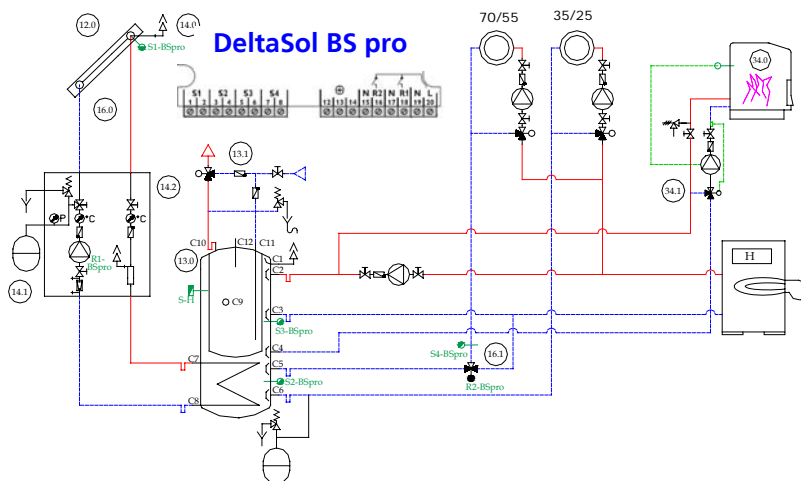 DeltaSol BS pro
12.0
14.0
S1-BSpro
70/55
35/25
34.0
S1 S2 S3 S4
N R2 N R1 N L
1 2 3 4 5 6 7 8
12 13 14 15 16 17 18 19 20
16.0
13.1
14.2
34.1
P
°C
°C
R1-
BSpro
14.1
C10
C12
C11
13.0
C1
C2
H
S-H
C9
C3
S3-BSpro
C4
S4-BSpro
16.1
C7
C5
S2-BSpro
R2-BSpro
C8
C6